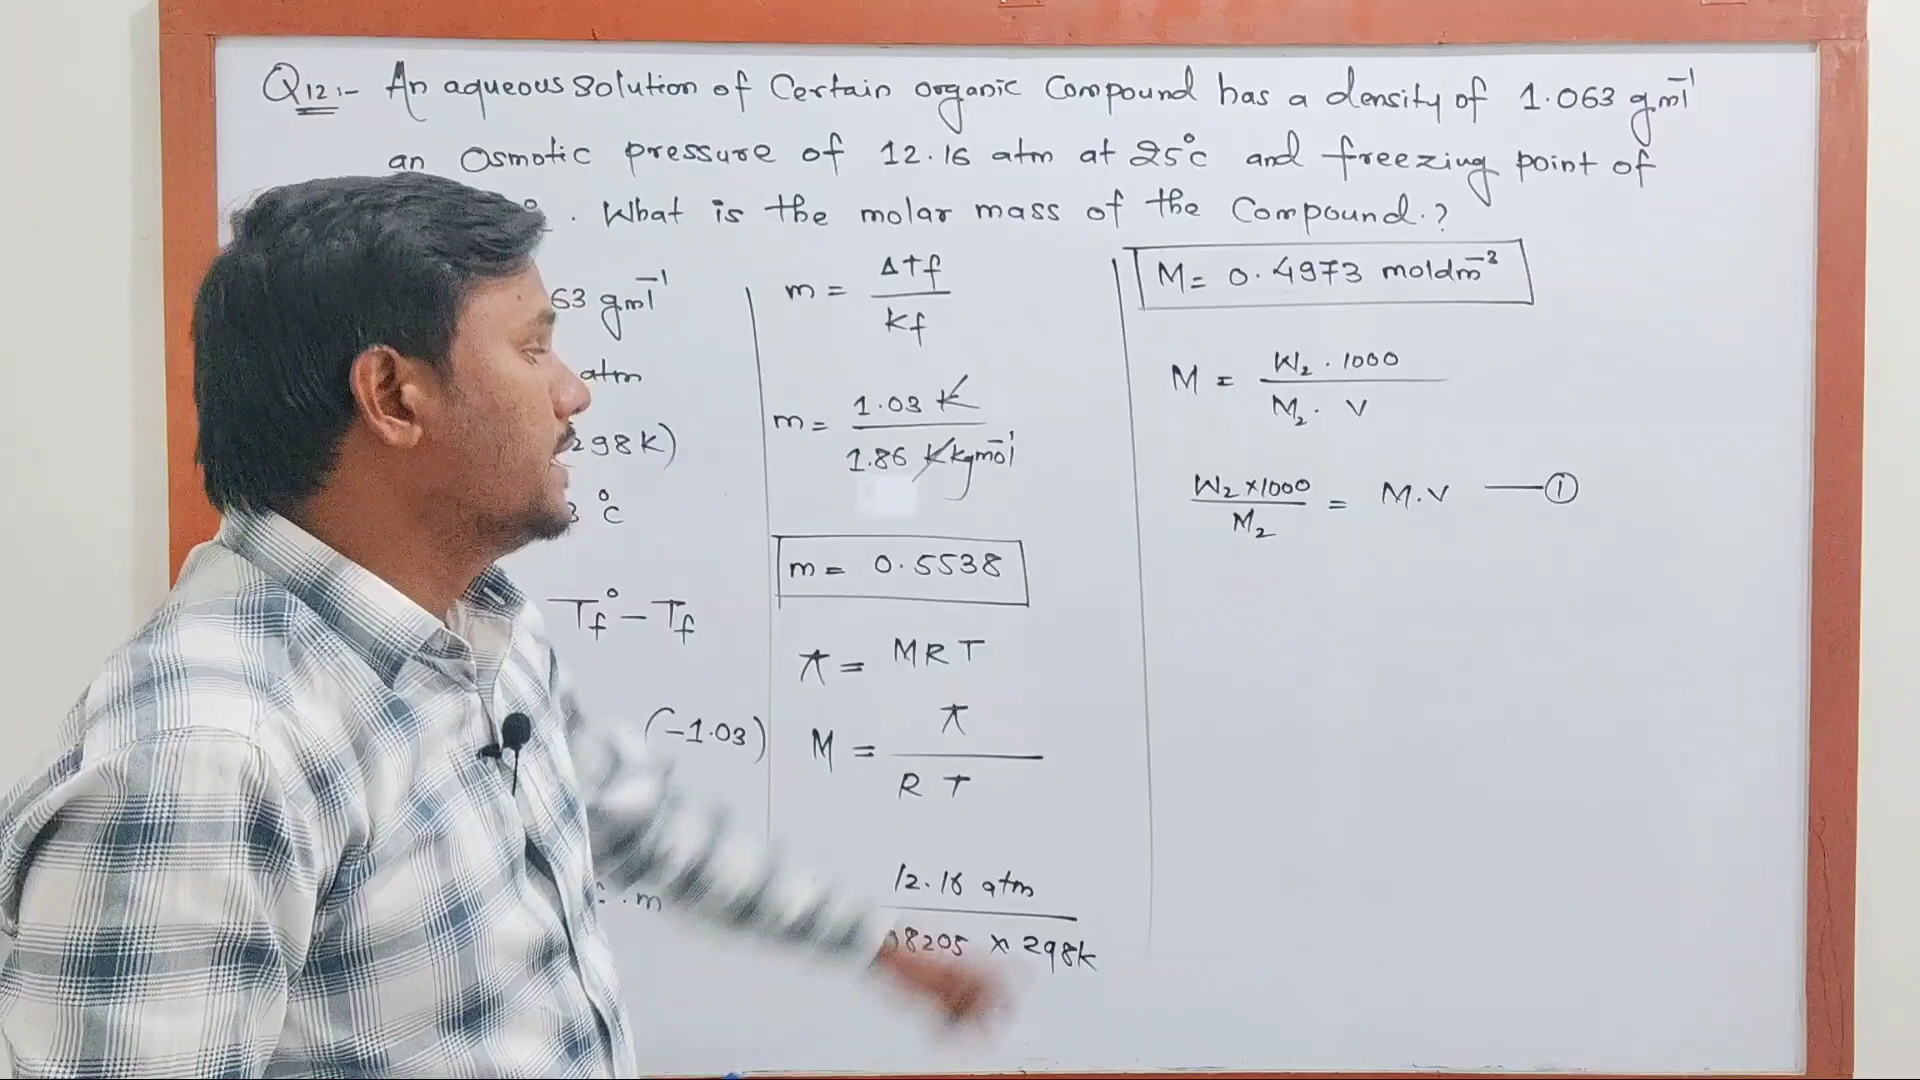 Q12:- An aqueous solution of Certain organic Compound has a density of 1.063 gml⁻¹
an Osmotic pressure of 12.16 atm at 25°c and freezing point of
. What is the molar mass of the Compound.?
63 gml⁻¹
atm
298K)
3 °c
Tf° - Tf
(-1.03)
∴ m
m = ΔTf / Kf
m = 1.03 K / 1.86 K kg mol⁻¹
m = 0.5538
π = MRT
M = π / R T
12.16 atm / 08205 × 298k
M = 0.4973 moldm⁻³
M = W₂ . 1000 / M₂ . V
W₂ × 1000 / M₂ = M.V —①